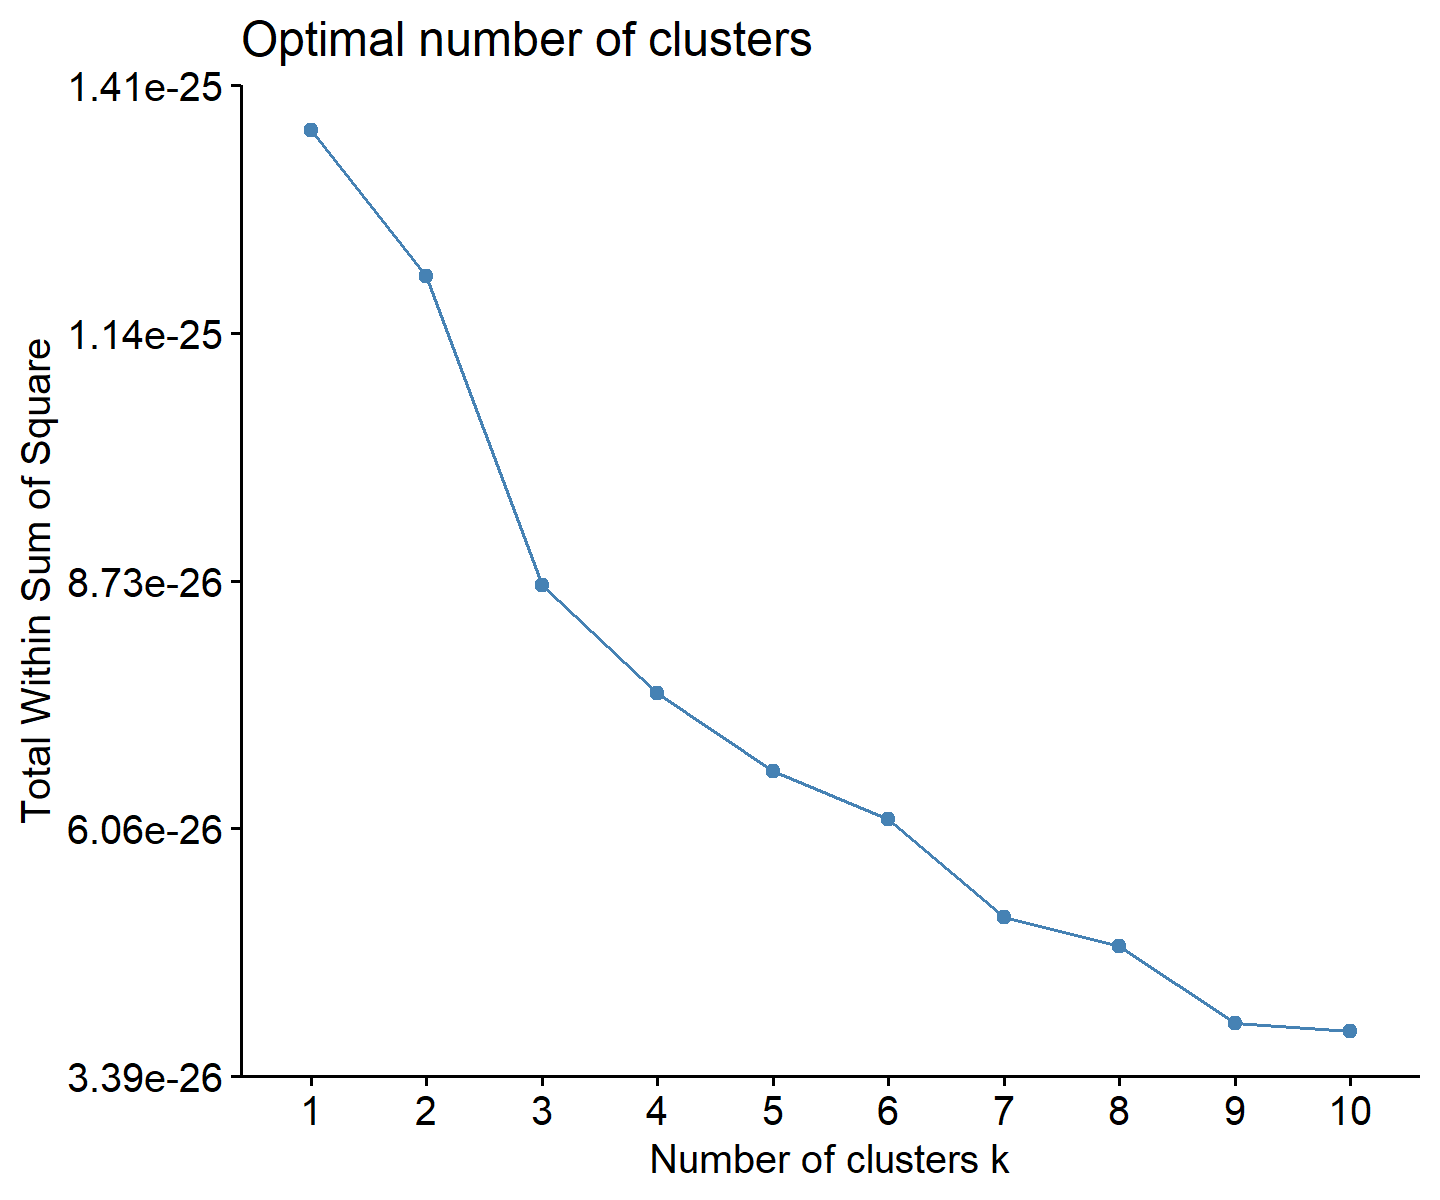 Optimal number of clusters
1.41e-25
1.14e-25
8.73e-26
6.06e-26
3.39e-26
Total Within Sum of Square
1 2 3 4 5 6 7 8 9 10
Number of clusters k